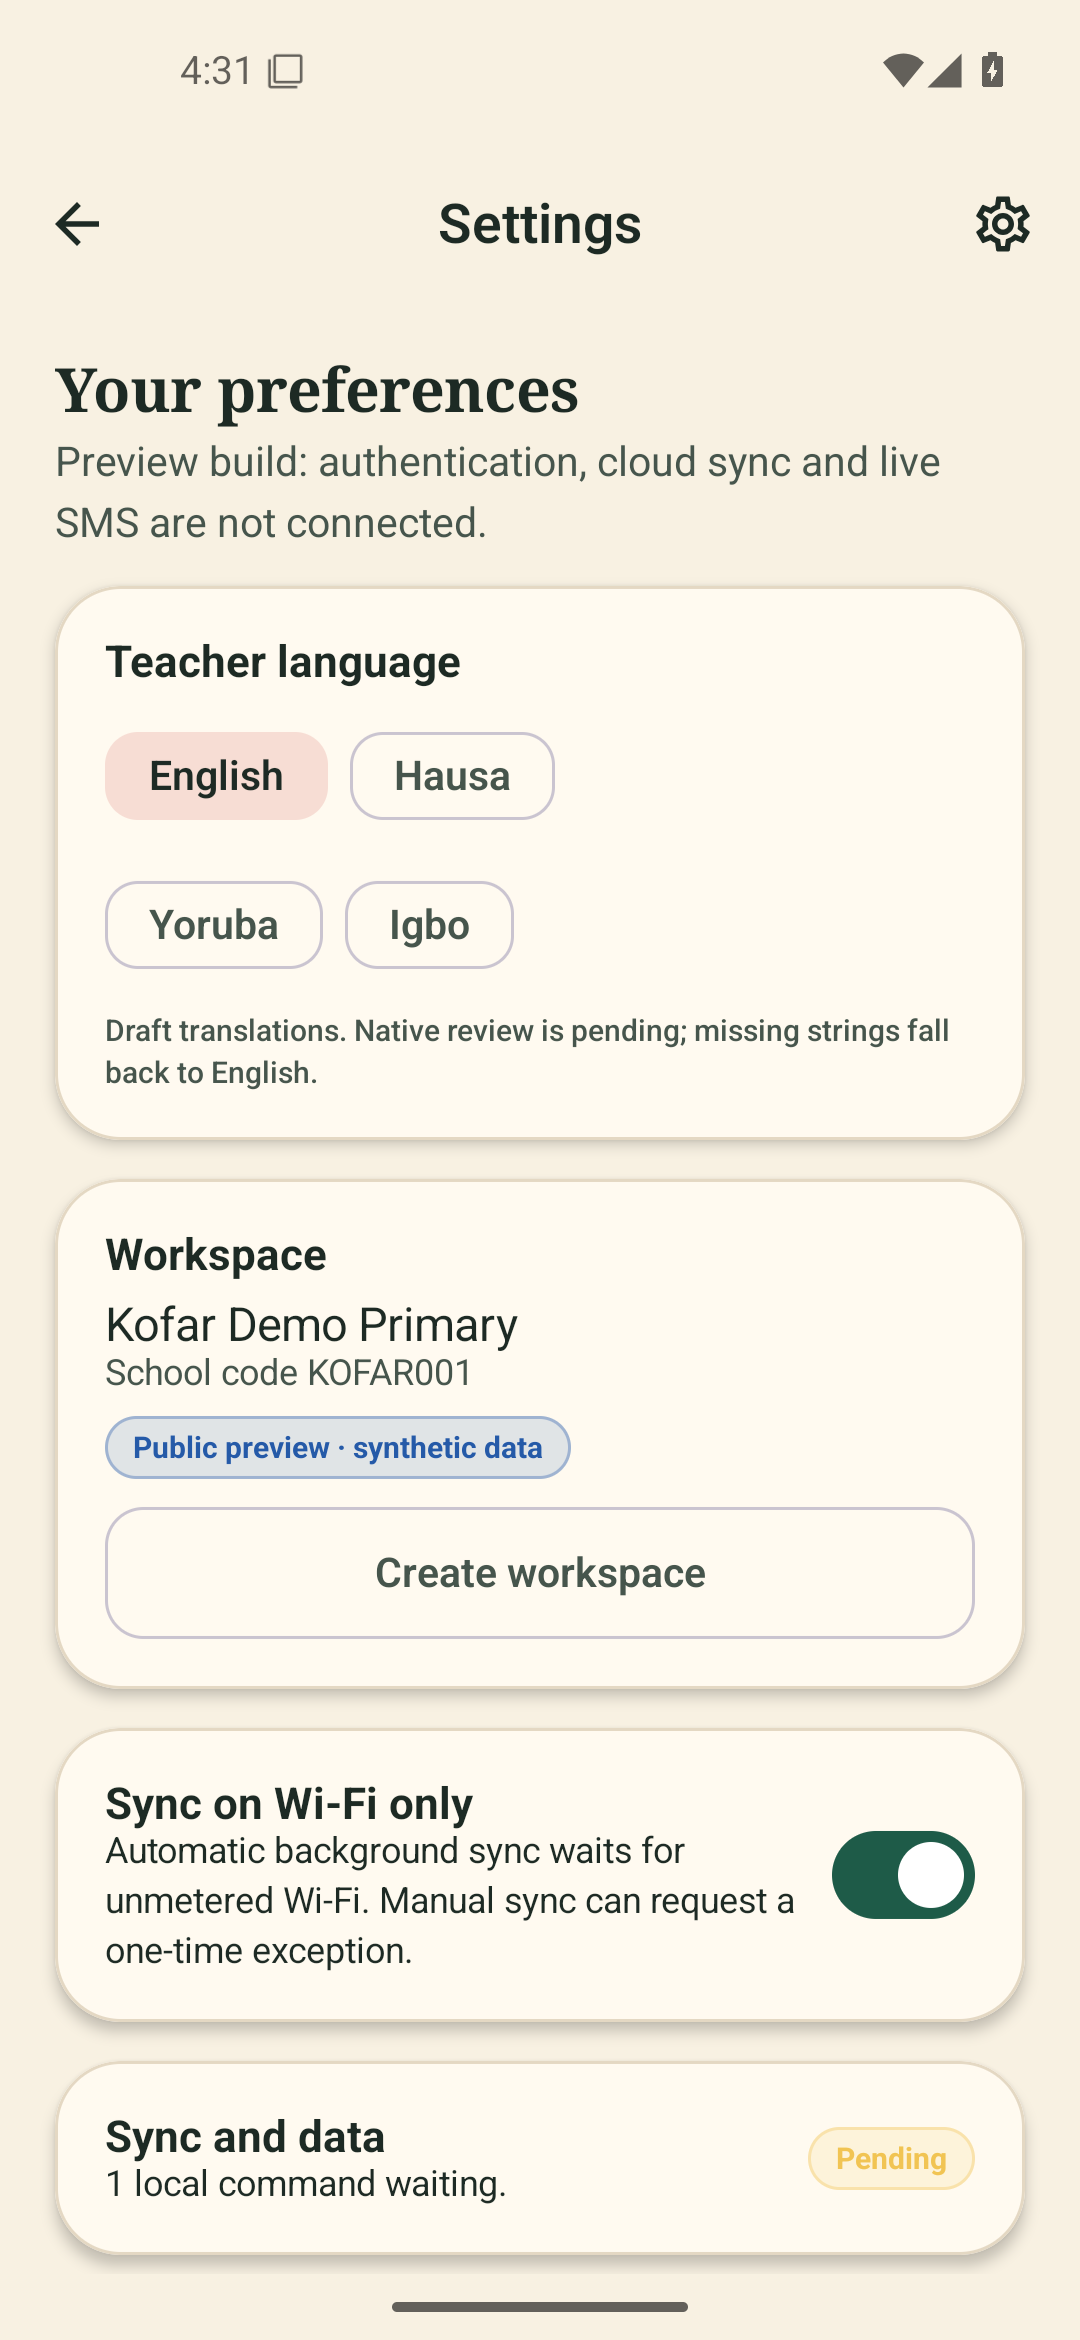 4:31
Settings
Your preferences
Preview build: authentication, cloud sync and live
SMS are not connected.
Teacher language
English
Hausa
Yoruba
Igbo
Draft translations. Native review is pending; missing strings fall
back to English.
Workspace
Kofar Demo Primary
School code KOFAR001
Public preview · synthetic data
Create workspace
Sync on Wi-Fi only
Automatic background sync waits for
unmetered Wi-Fi. Manual sync can request a
one-time exception.
Sync and data
1 local command waiting.
Pending